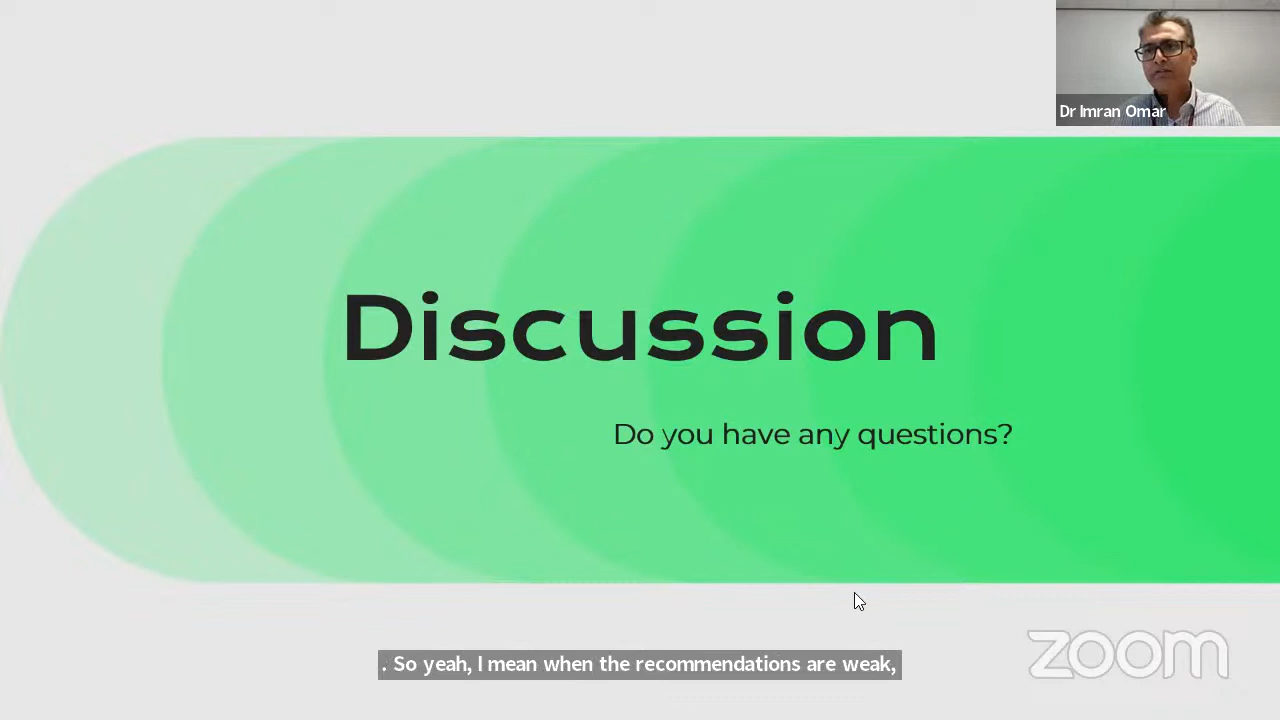 Dr Imran Omar
Discussion
Do you have any questions?
. So yeah, I mean when the recommendations are weak,
zoom